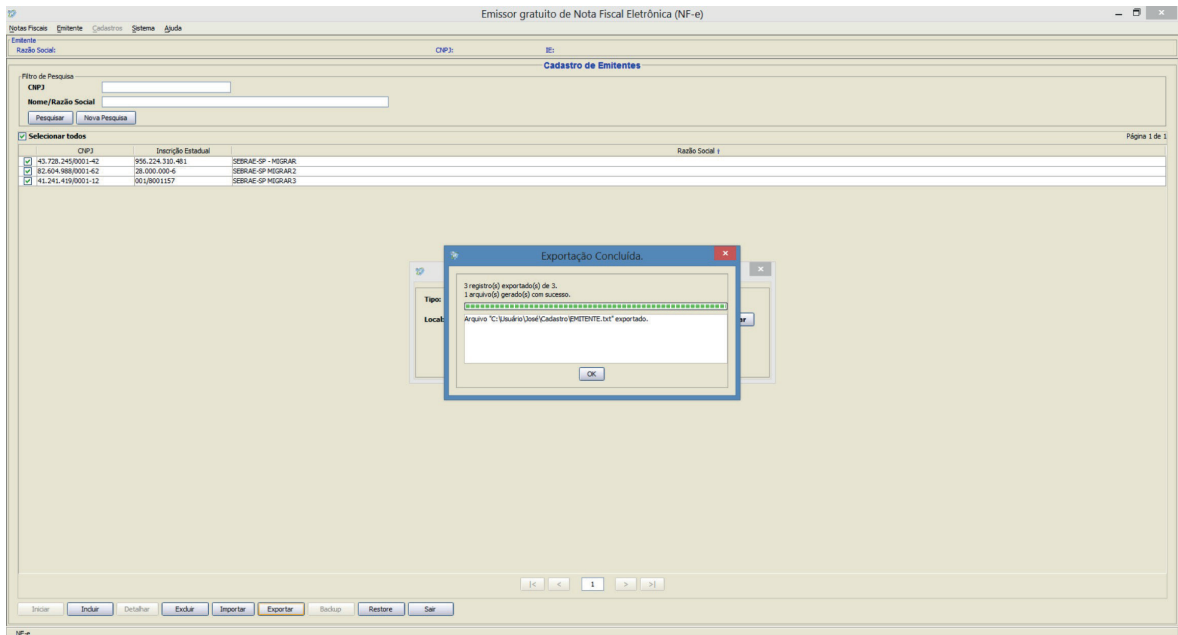 Emissor gratuito de Nota Fiscal Eletrônica (NF-e)
Notas Fiscais Emitente Cadastros Sistema Ajuda
Emitente
Razão Social: CNPJ: IE:
Cadastro de Emitentes
Filtro de Pesquisa
CNPJ
Nome/Razão Social
Pesquisar Nova Pesquisa
Selecionar todos Página 1 de 1
CNPJ Inscrição Estadual Razão Social
43.728.245/0001-42 956.224.310.481 SEBRAE-SP - MIGRAR
82.604.988/0001-62 28.000.000-6 SEBRAE-SP MIGRAR2
41.241.419/0001-12 001/8001157 SEBRAE-SP MIGRAR3
Exportação Concluída.
3 registro(s) exportado(s) de 3.
1 arquivo(s) gerado(s) com sucesso.
Tipo:
Local:
Arquivo "C:\Usuário\José\Cadastro\EMITENTE.txt" exportado.
OK
|< < 1 > >|
Iniciar Incluir Detalhar Excluir Importar Exportar Backup Restore Sair
NF-e